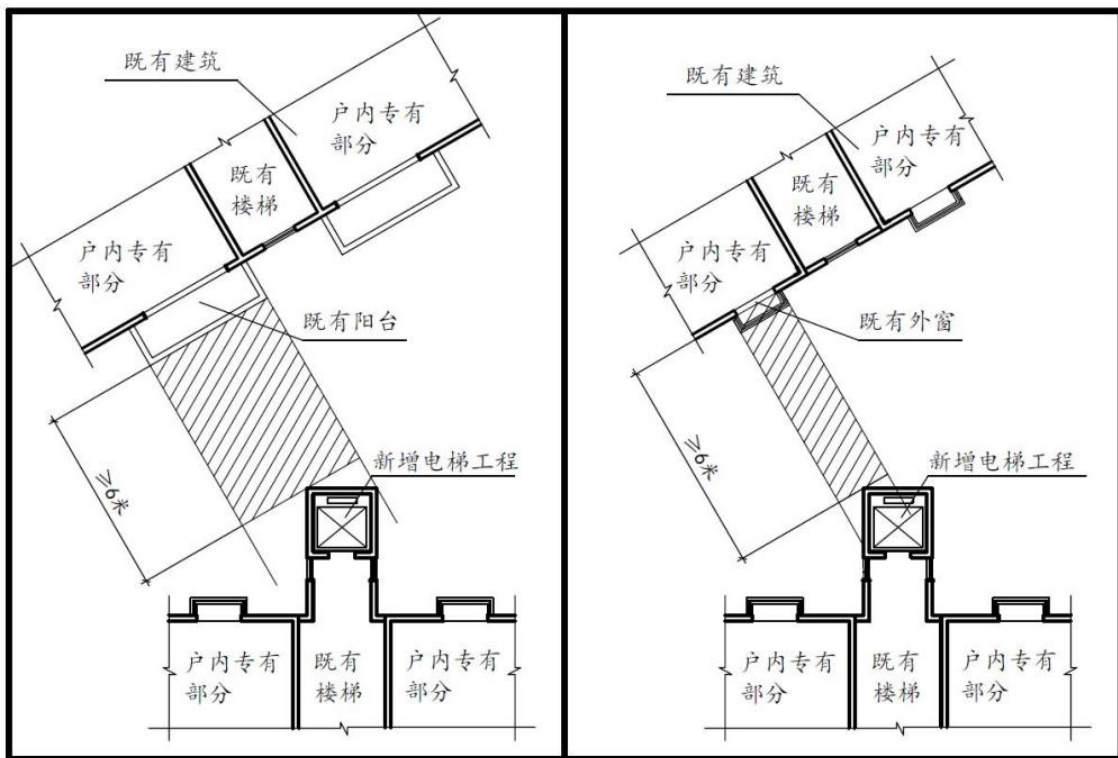 既有建筑
户内专有
部分
既有
楼梯
户内专有
部分
既有阳台
≥6米
新增电梯工程
户内专有
部分
既有
楼梯
户内专有
部分
既有建筑
户内专有
部分
既有
楼梯
户内专有
部分
既有外窗
≥6米
新增电梯工程
户内专有
部分
既有
楼梯
户内专有
部分